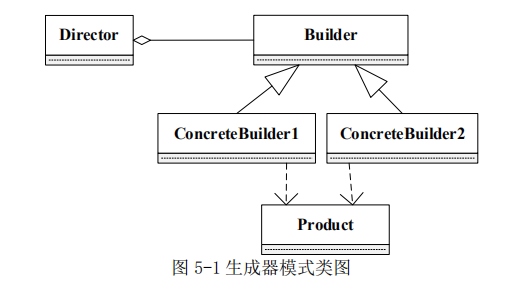 Director
Builder
ConcreteBuilder1
ConcreteBuilder2
Product
图 5-1 生成器模式类图